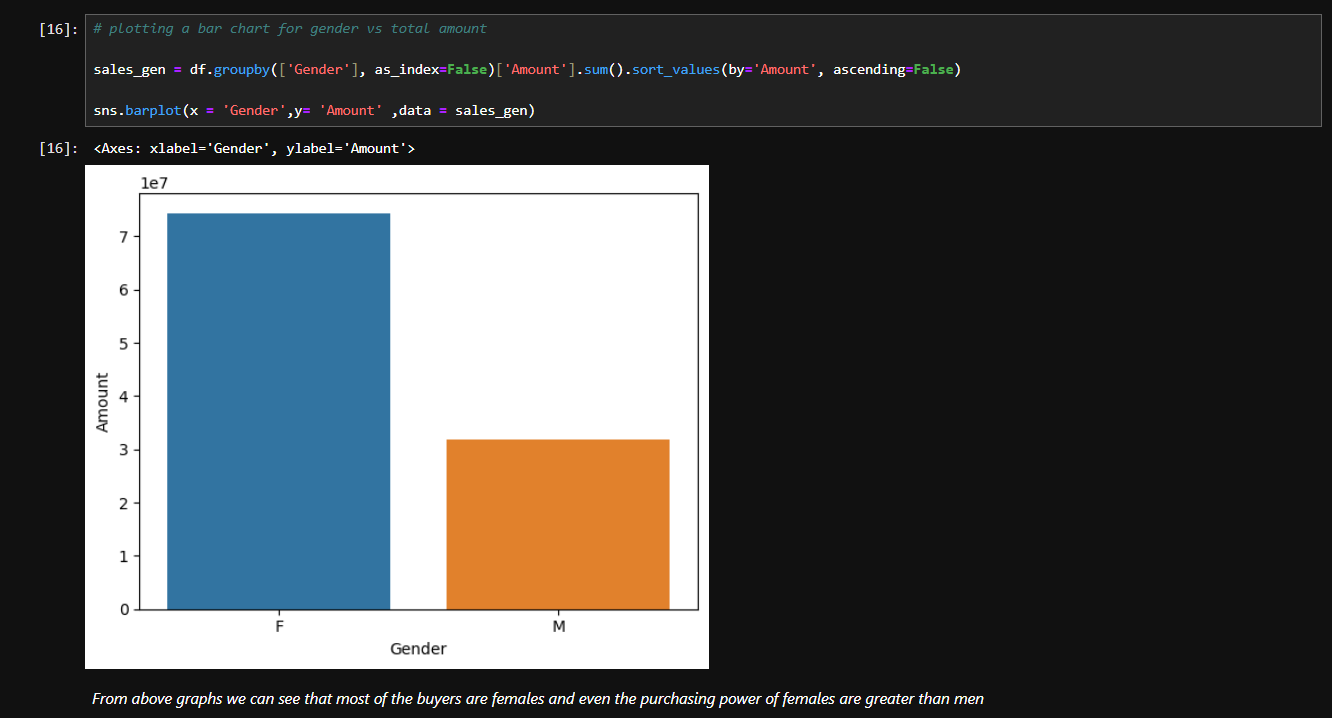 [16]: # plotting a bar chart for gender vs total amount
sales_gen = df.groupby(['Gender'], as_index=False)['Amount'].sum().sort_values(by='Amount', ascending=False)
sns.barplot(x = 'Gender',y= 'Amount' ,data = sales_gen)
[16]: <Axes: xlabel='Gender', ylabel='Amount'>
1e7
7
6
5
4
3
2
1
0
Amount
F M
Gender
From above graphs we can see that most of the buyers are females and even the purchasing power of females are greater than men